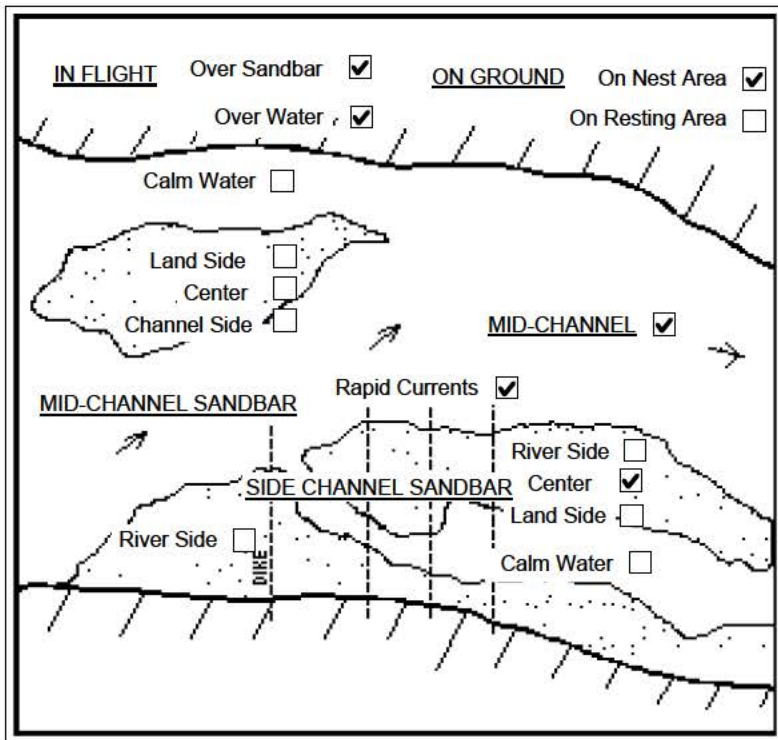 IN FLIGHT Over Sandbar ON GROUND On Nest Area
Over Water On Resting Area
Calm Water
Land Side
Center
Channel Side
MID-CHANNEL
Rapid Currents
MID-CHANNEL SANDBAR
River Side
SIDE CHANNEL SANDBAR Center
Land Side
River Side
DIKE
Calm Water